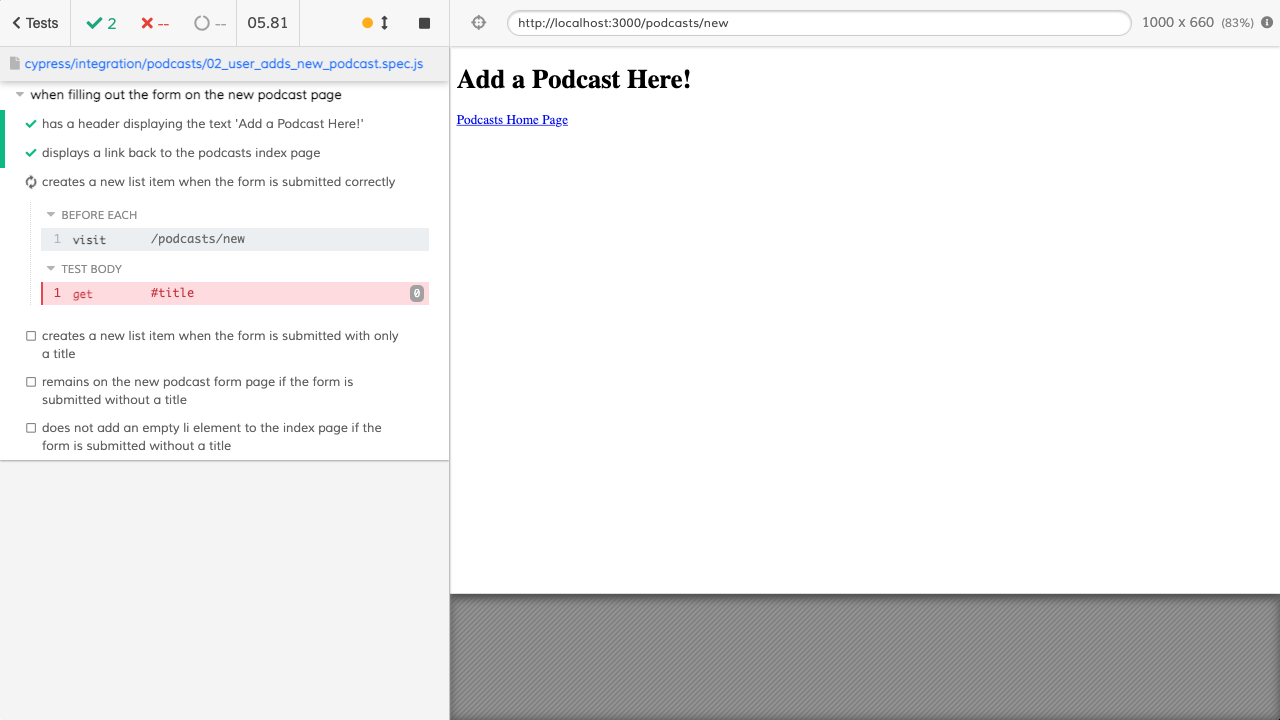 Tests 2 -- -- 05.81
http://localhost:3000/podcasts/new 1000 x 660 (83%)
cypress/integration/podcasts/02_user_adds_new_podcast.spec.js
when filling out the form on the new podcast page
has a header displaying the text 'Add a Podcast Here!'
displays a link back to the podcasts index page
creates a new list item when the form is submitted correctly
BEFORE EACH
1 visit /podcasts/new
TEST BODY
1 get #title 0
creates a new list item when the form is submitted with only
a title
remains on the new podcast form page if the form is
submitted without a title
does not add an empty li element to the index page if the
form is submitted without a title
Add a Podcast Here!
Podcasts Home Page